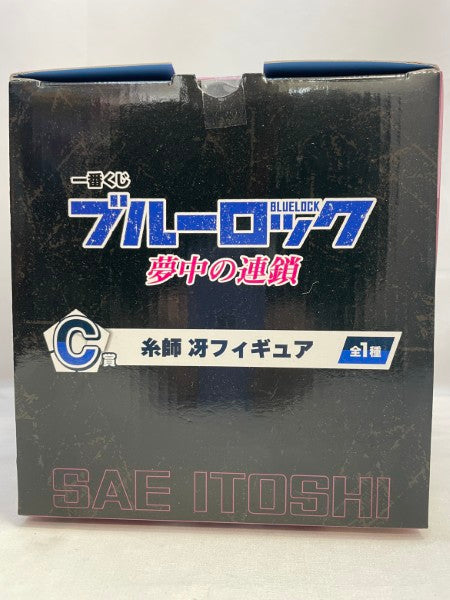 一番くじ
ブルーロック
BLUELOCK
夢中の連鎖
C賞
糸師 冴フィギュア
全1種
SAE ITOSHI